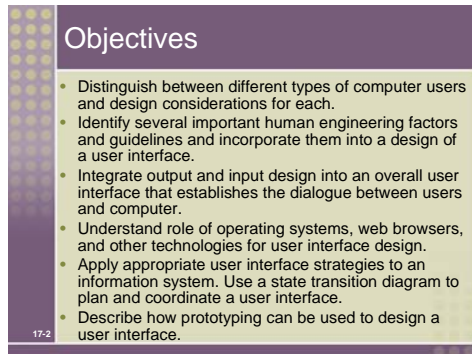 Objectives
• Distinguish between different types of computer users
and design considerations for each.
• Identify several important human engineering factors
and guidelines and incorporate them into a design of
a user interface.
• Integrate output and input design into an overall user
interface that establishes the dialogue between users
and computer.
• Understand role of operating systems, web browsers,
and other technologies for user interface design.
• Apply appropriate user interface strategies to an
information system. Use a state transition diagram to
plan and coordinate a user interface.
• Describe how prototyping can be used to design a
user interface.
17-2